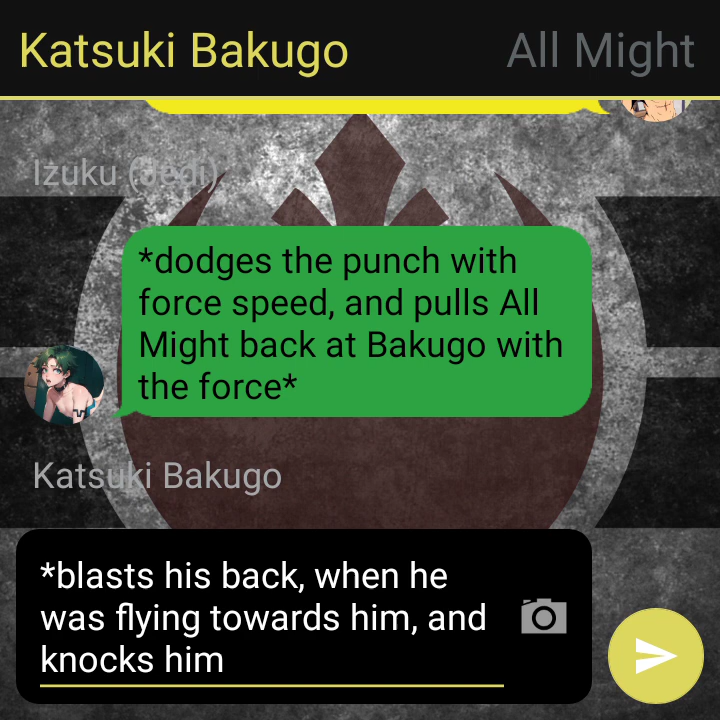 Katsuki Bakugo
All Might
Izuku (Jedi)
*dodges the punch with
force speed, and pulls All
Might back at Bakugo with
the force*
Katsuki Bakugo
*blasts his back, when he
was flying towards him, and
knocks him